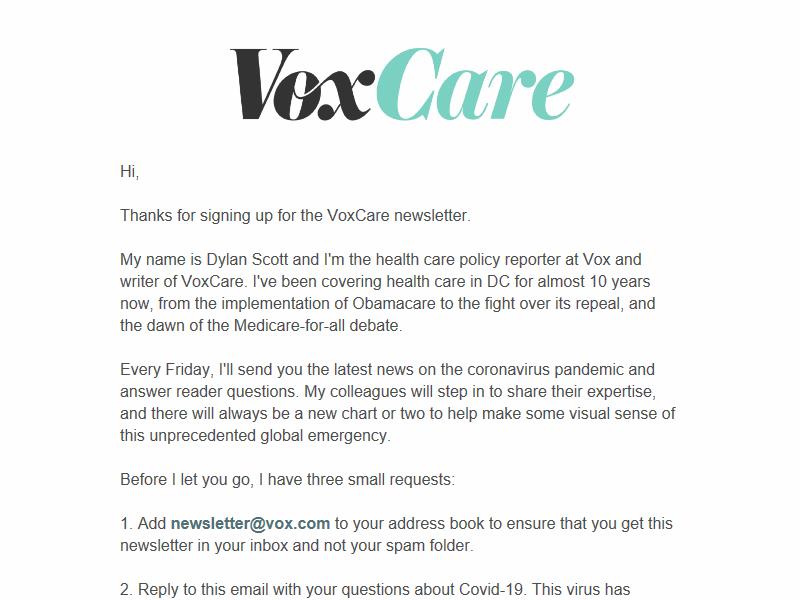 VoxCare
Hi,
Thanks for signing up for the VoxCare newsletter.
My name is Dylan Scott and I'm the health care policy reporter at Vox and
writer of VoxCare. I've been covering health care in DC for almost 10 years
now, from the implementation of Obamacare to the fight over its repeal, and
the dawn of the Medicare-for-all debate.
Every Friday, I'll send you the latest news on the coronavirus pandemic and
answer reader questions. My colleagues will step in to share their expertise,
and there will always be a new chart or two to help make some visual sense of
this unprecedented global emergency.
Before I let you go, I have three small requests:
1. Add newsletter@vox.com to your address book to ensure that you get this
newsletter in your inbox and not your spam folder.
2. Reply to this email with your questions about Covid-19. This virus has